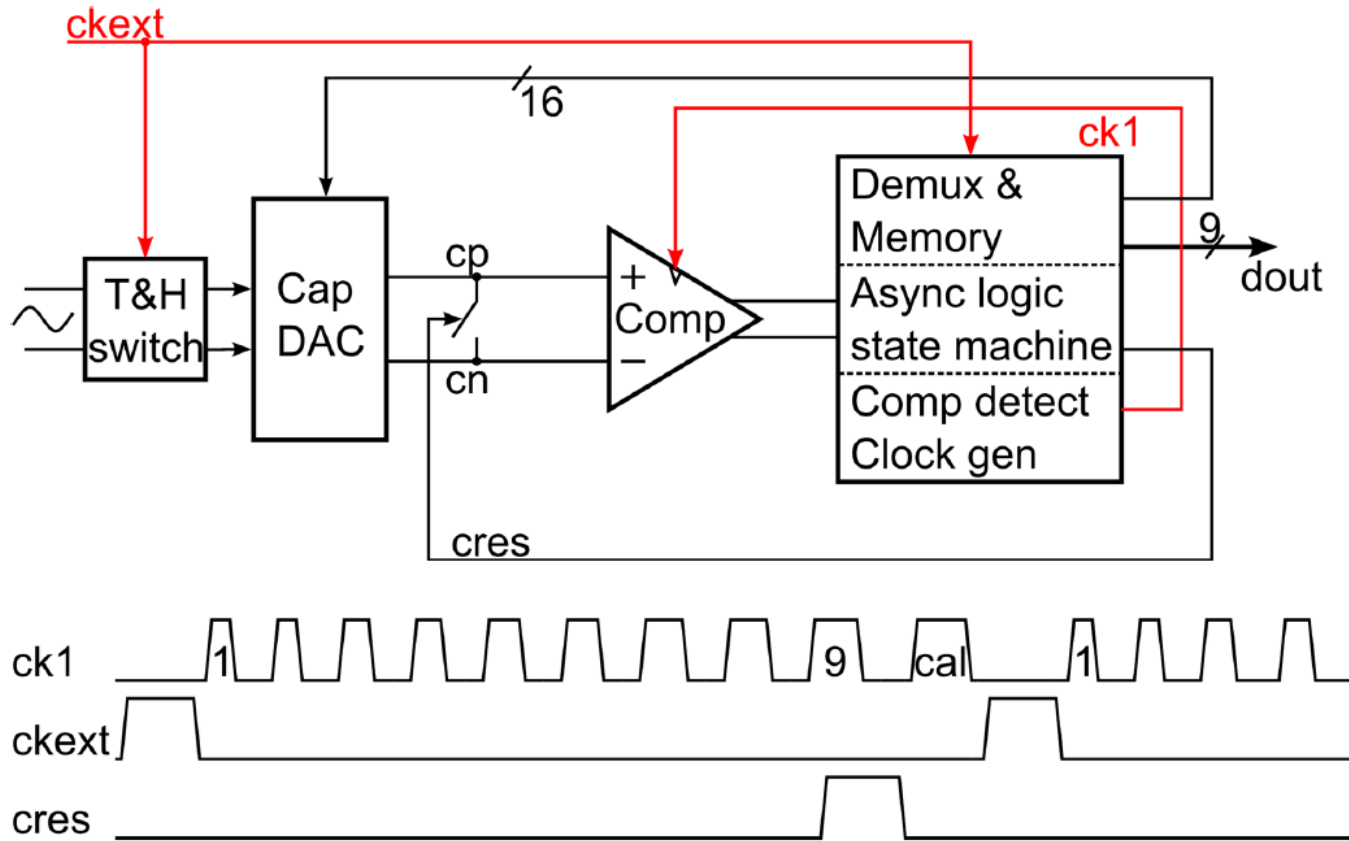 ckext
16
ck1
Demux &
Memory
9
dout
T&H
switch
Cap
DAC
cp
cn
+
Comp
−
Async logic
state machine
Comp detect
Clock gen
cres
ck1
1
9
cal
1
ckext
cres